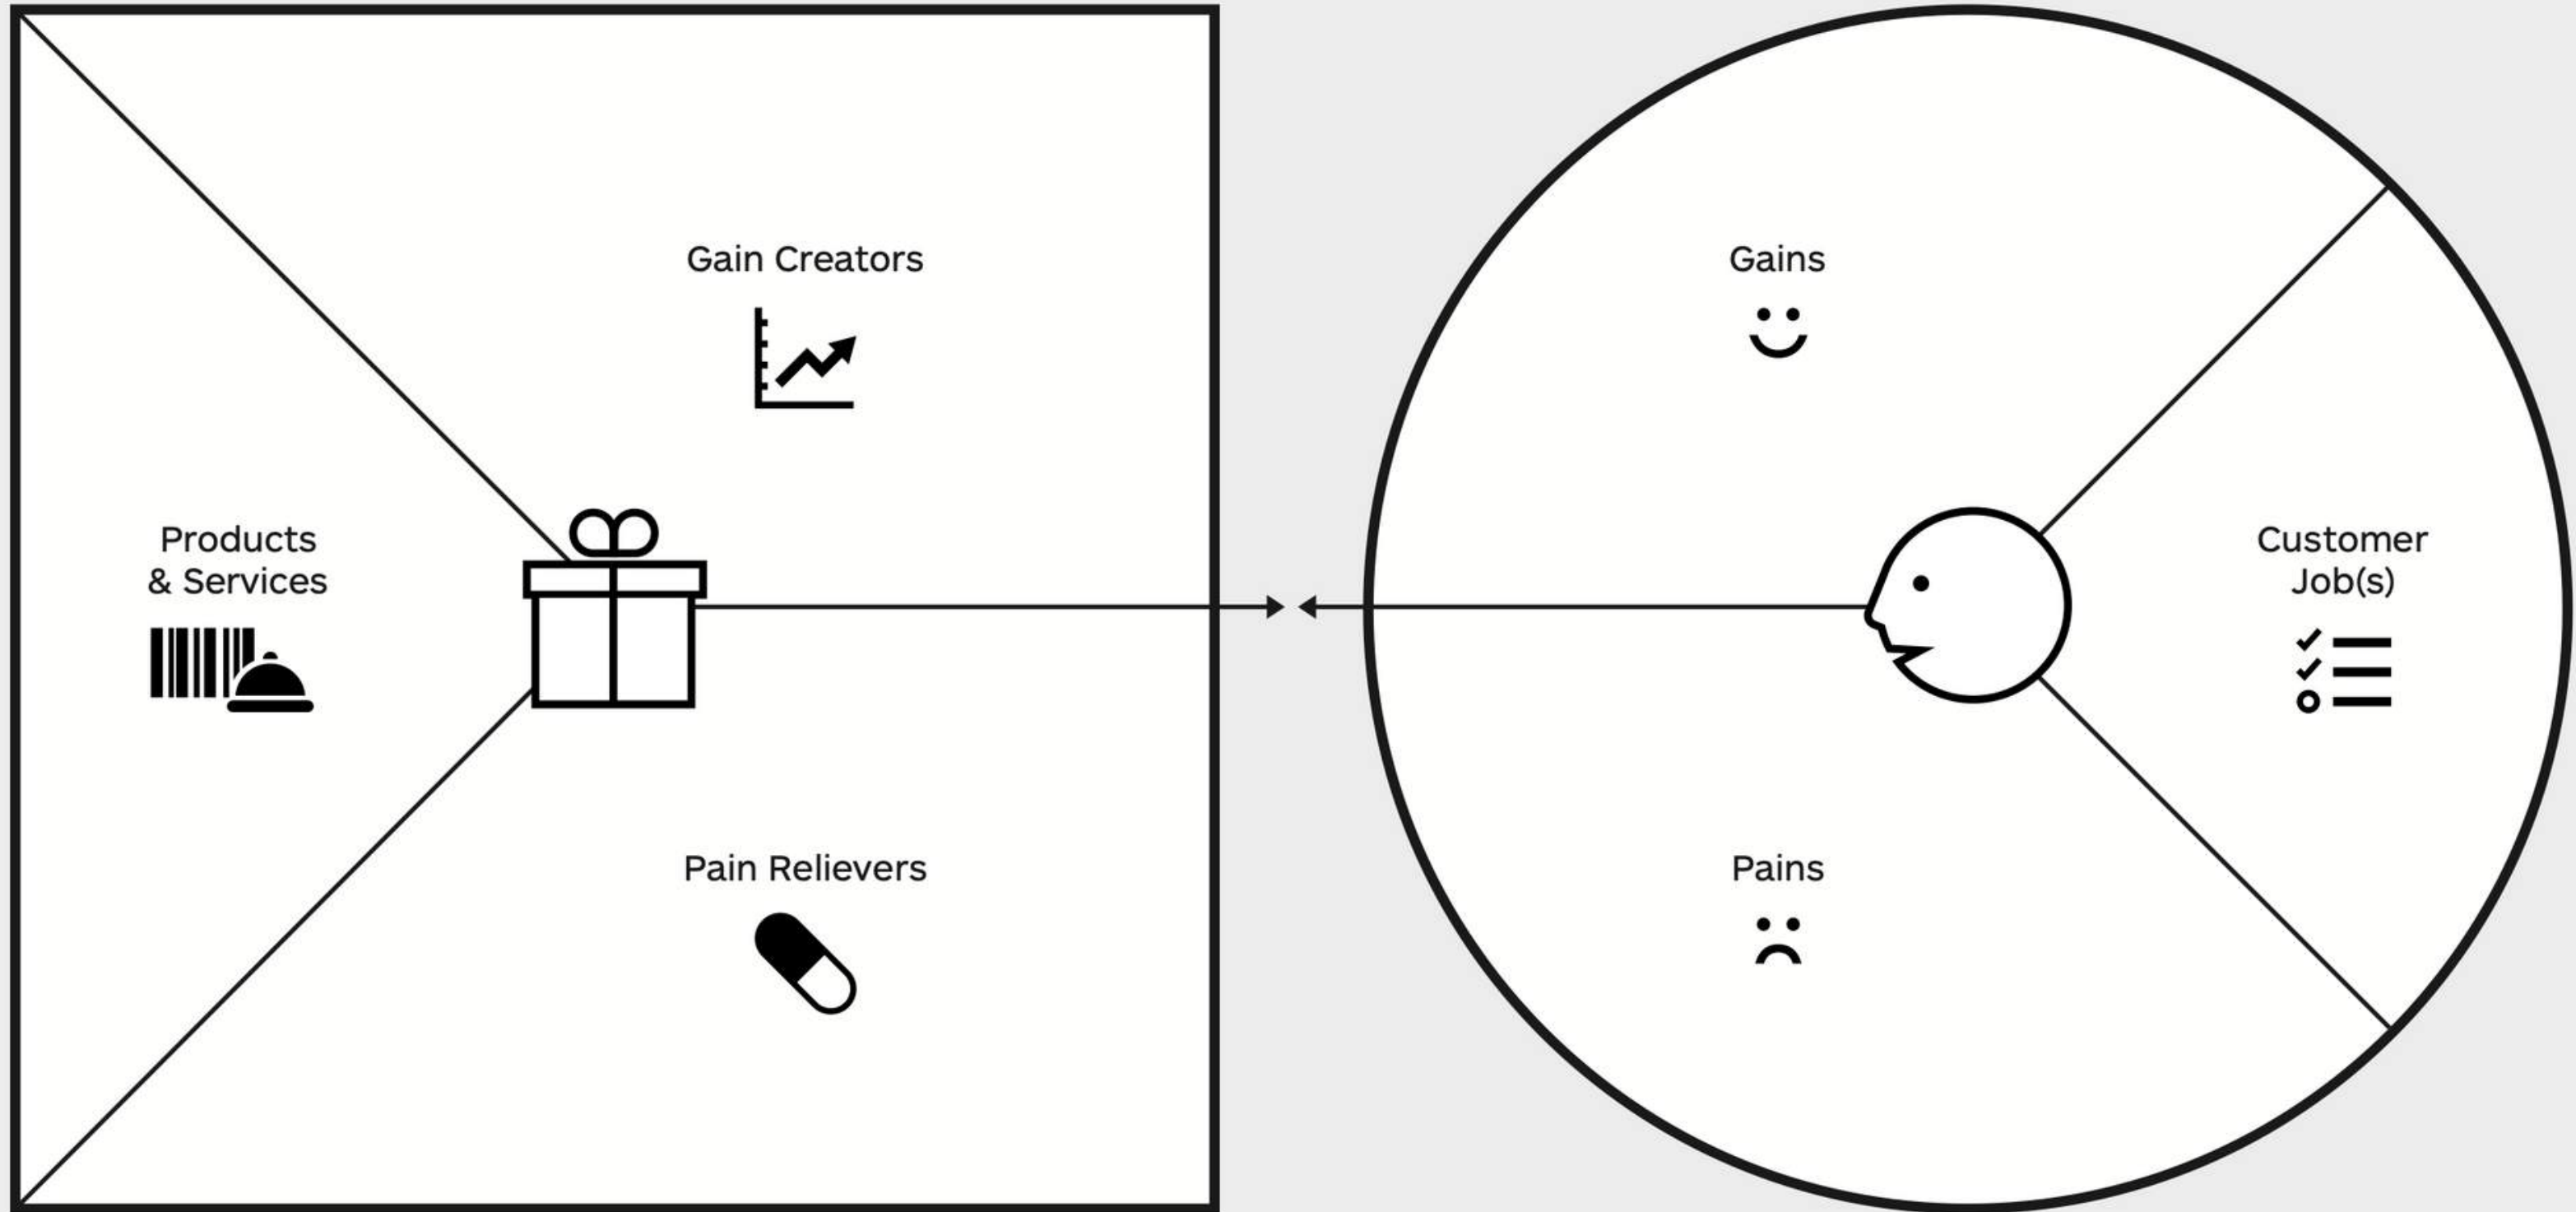 Gain Creators
Products
& Services
Pain Relievers
Gains
Customer
Job(s)
Pains